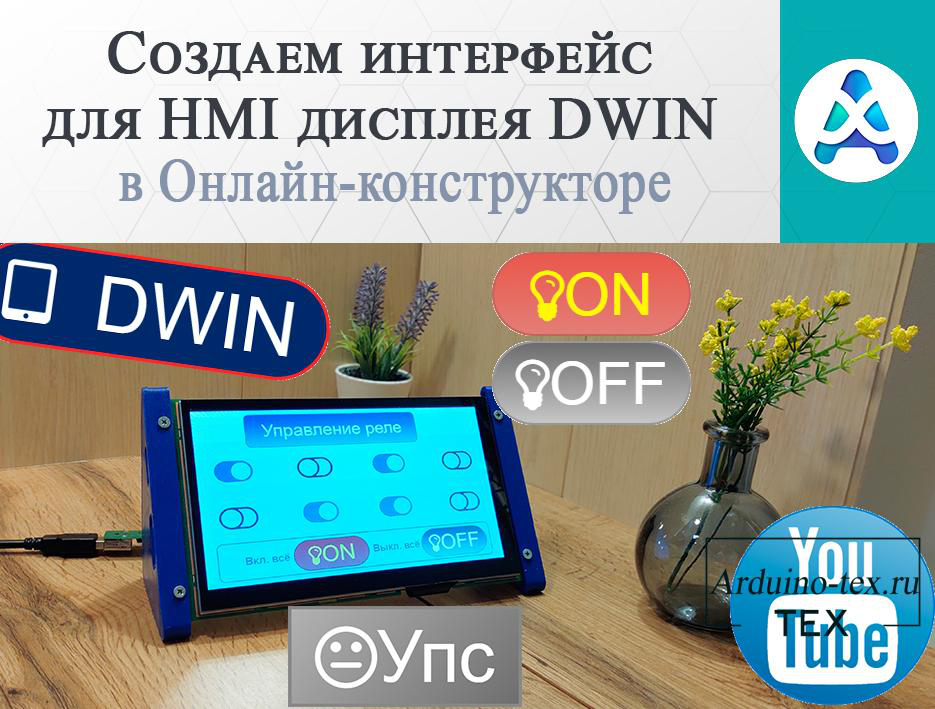 Создаем интерфейс
для HMI дисплея DWIN
в Онлайн-конструкторе
DWIN
ON
OFF
Управление реле
Вкл. всё
ON
Выкл. всё
OFF
Упс
You
Tube
Arduino-tex.ru
TEX